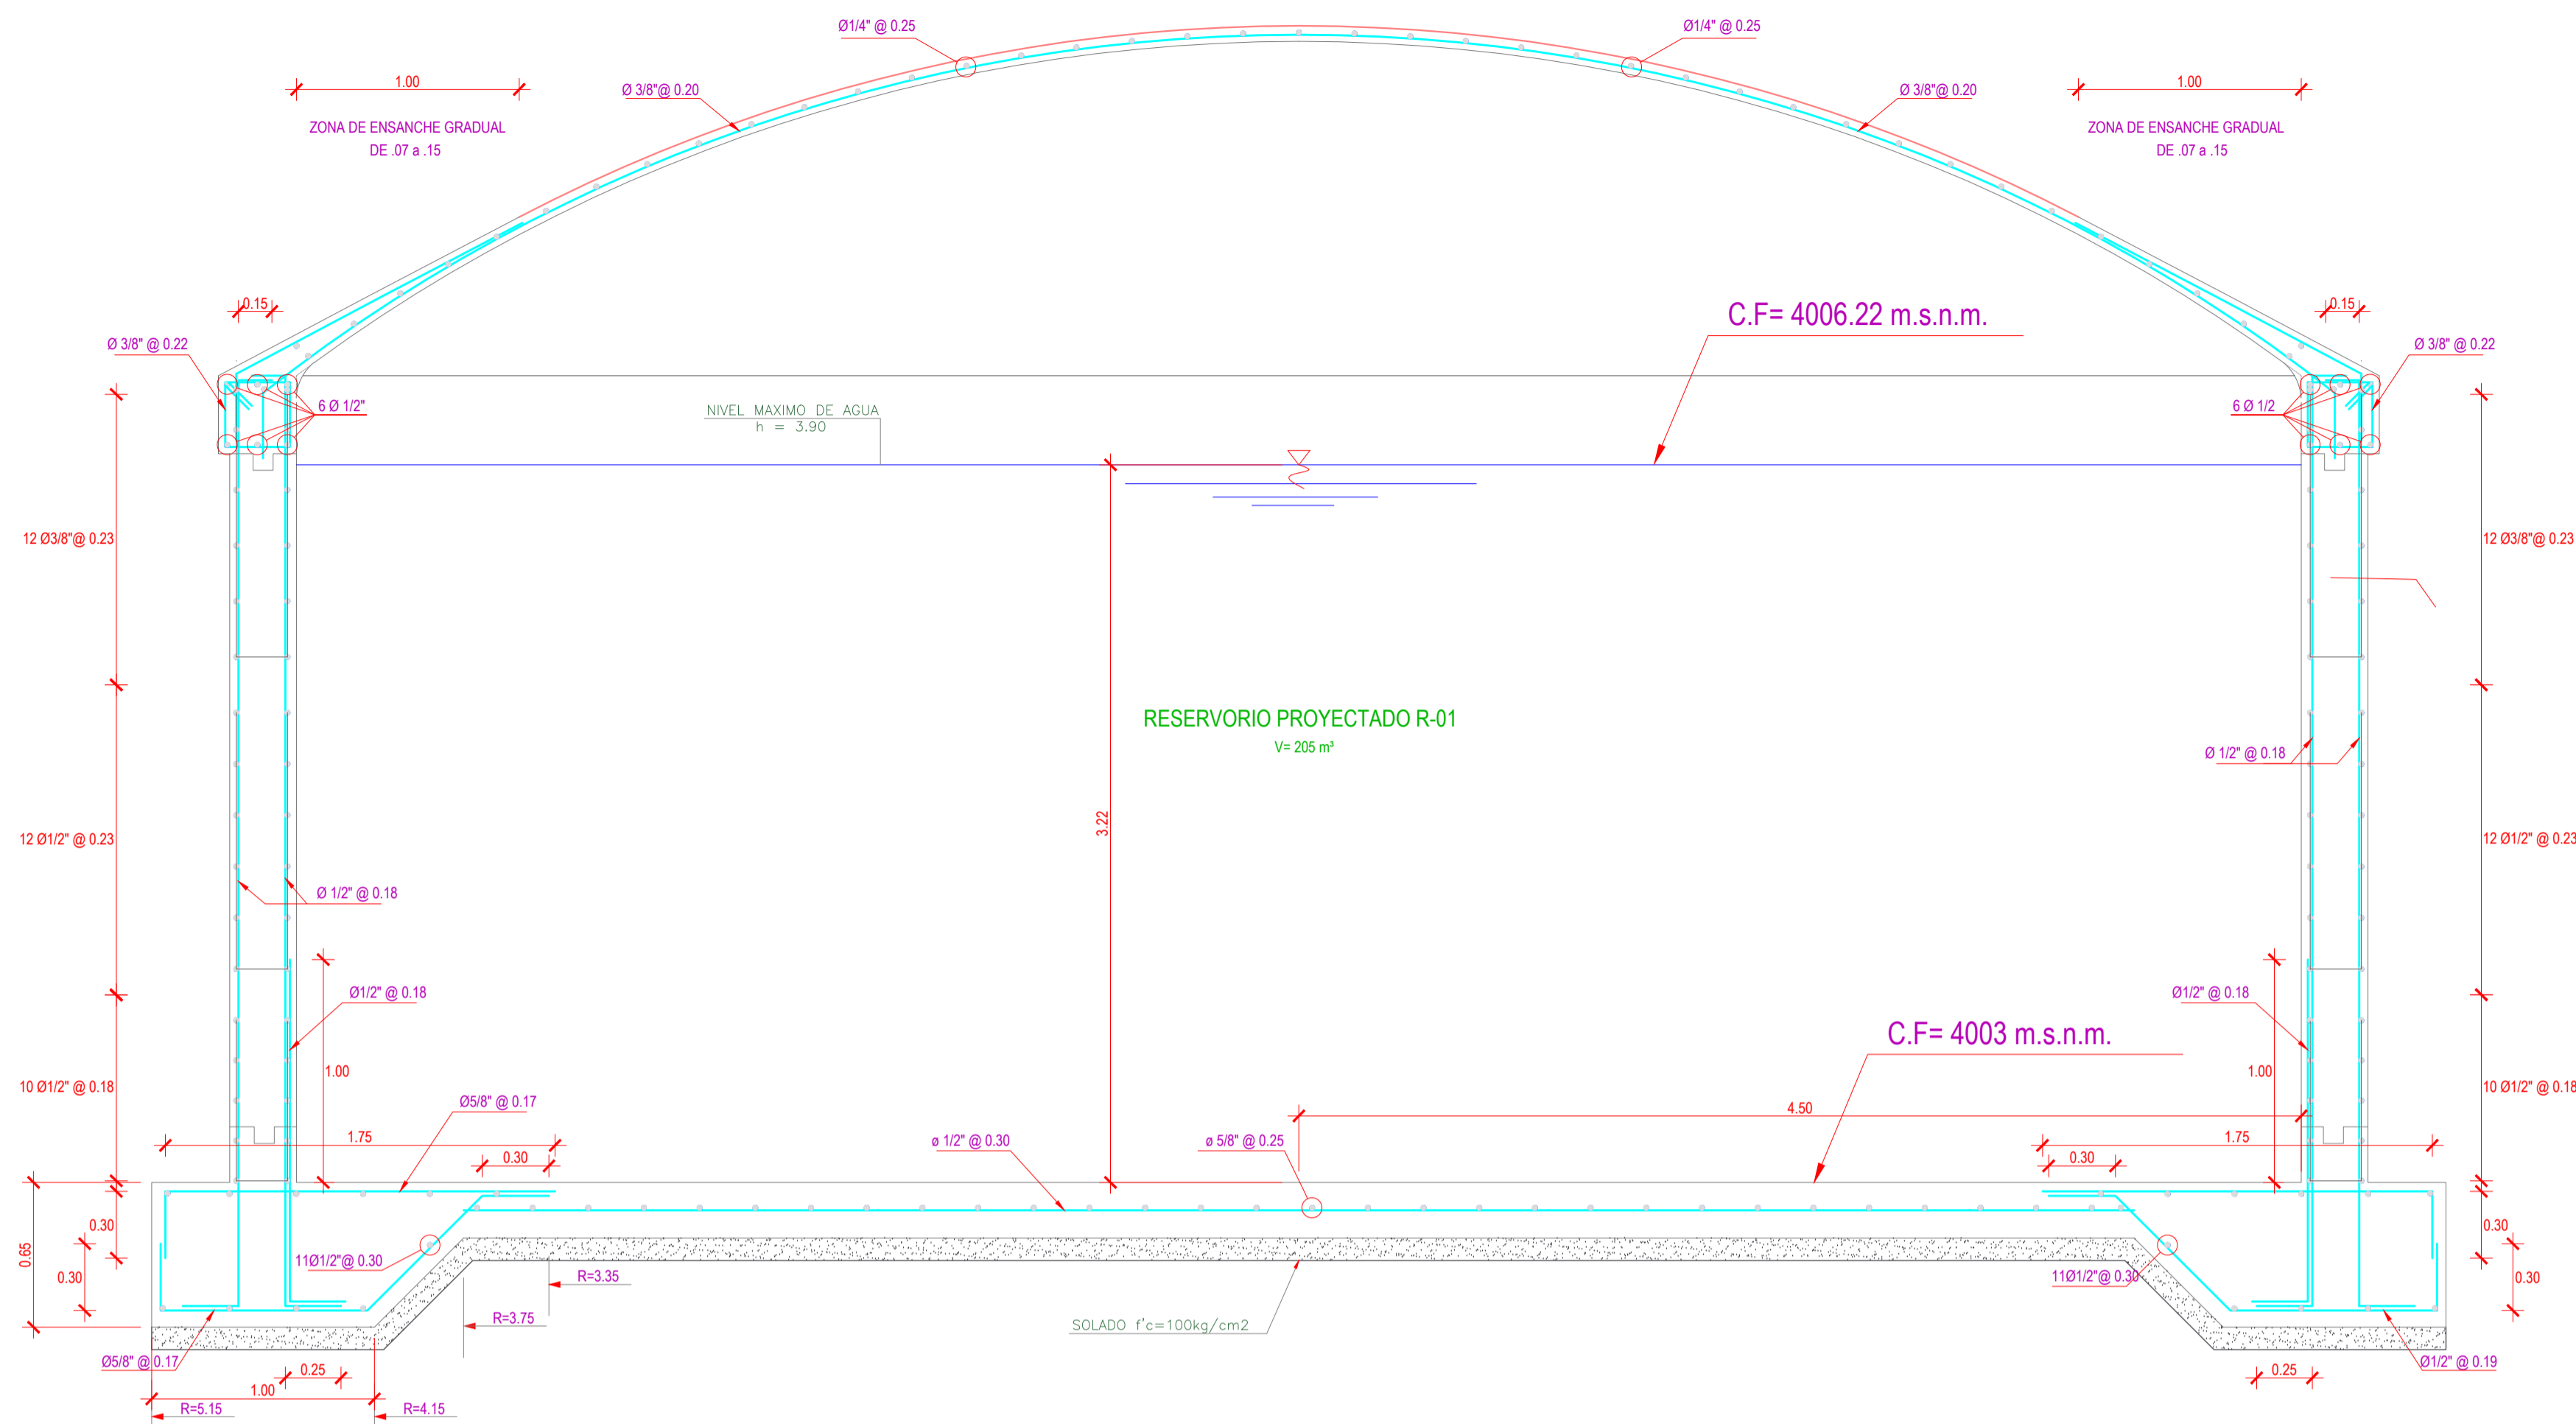 Ø1/4" @ 0.25
Ø1/4" @ 0.25
1.00
1.00
Ø 3/8"@ 0.20
Ø 3/8"@ 0.20
ZONA DE ENSANCHE GRADUAL
DE .07 a .15
ZONA DE ENSANCHE GRADUAL
DE .07 a .15
0.15
0.15
C.F= 4006.22 m.s.n.m.
Ø 3/8" @ 0.22
Ø 3/8" @ 0.22
6 Ø 1/2"
6 Ø 1/2
NIVEL MAXIMO DE AGUA
h = 3.90
12 Ø3/8"@ 0.23
12 Ø3/8"@ 0.23
RESERVORIO PROYECTADO R-01
V= 205 m³
Ø 1/2" @ 0.18
3.22
12 Ø1/2" @ 0.23
12 Ø1/2" @ 0.23
Ø 1/2" @ 0.18
Ø1/2" @ 0.18
Ø1/2" @ 0.18
C.F= 4003 m.s.n.m.
1.00
1.00
10 Ø1/2" @ 0.18
10 Ø1/2" @ 0.18
Ø5/8" @ 0.17
4.50
1.75
1.75
ø 1/2" @ 0.30
ø 5/8" @ 0.25
0.30
0.30
0.30
0.30
0.65
11Ø1/2"@ 0.30
11Ø1/2"@ 0.30
0.30
0.30
R=3.35
R=3.75
SOLADO f'c=100kg/cm2
Ø5/8" @ 0.17
Ø1/2" @ 0.19
0.25
0.25
1.00
R=5.15
R=4.15